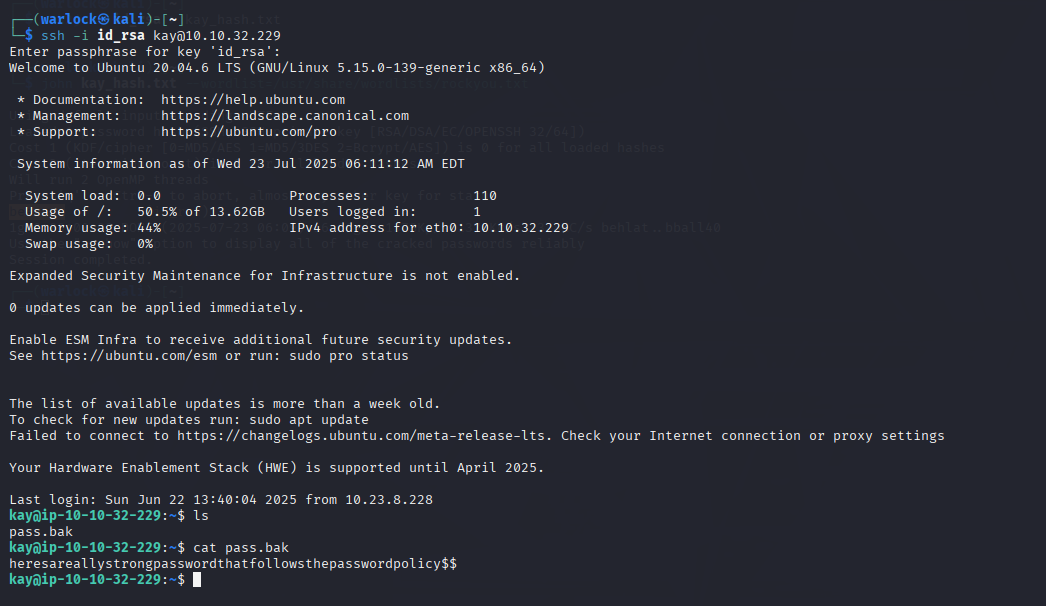 ┌──(warlock㉿kali)-[~]
└─$ ssh -i id_rsa kay@10.10.32.229
Enter passphrase for key 'id_rsa':
Welcome to Ubuntu 20.04.6 LTS (GNU/Linux 5.15.0-139-generic x86_64)
* Documentation:  https://help.ubuntu.com
* Management:     https://landscape.canonical.com
* Support:        https://ubuntu.com/pro
System information as of Wed 23 Jul 2025 06:11:12 AM EDT
System load:  0.0                Processes:             110
Usage of /:   50.5% of 13.62GB   Users logged in:       1
Memory usage: 44%                IPv4 address for eth0: 10.10.32.229
Swap usage:   0%
Expanded Security Maintenance for Infrastructure is not enabled.
0 updates can be applied immediately.
Enable ESM Infra to receive additional future security updates.
See https://ubuntu.com/esm or run: sudo pro status
The list of available updates is more than a week old.
To check for new updates run: sudo apt update
Failed to connect to https://changelogs.ubuntu.com/meta-release-lts. Check your Internet connection or proxy settings
Your Hardware Enablement Stack (HWE) is supported until April 2025.
Last login: Sun Jun 22 13:40:04 2025 from 10.23.8.228
kay@ip-10-10-32-229:~$ ls
pass.bak
kay@ip-10-10-32-229:~$ cat pass.bak
heresareallystrongpasswordthatfollowsthepasswordpolicy$$
kay@ip-10-10-32-229:~$